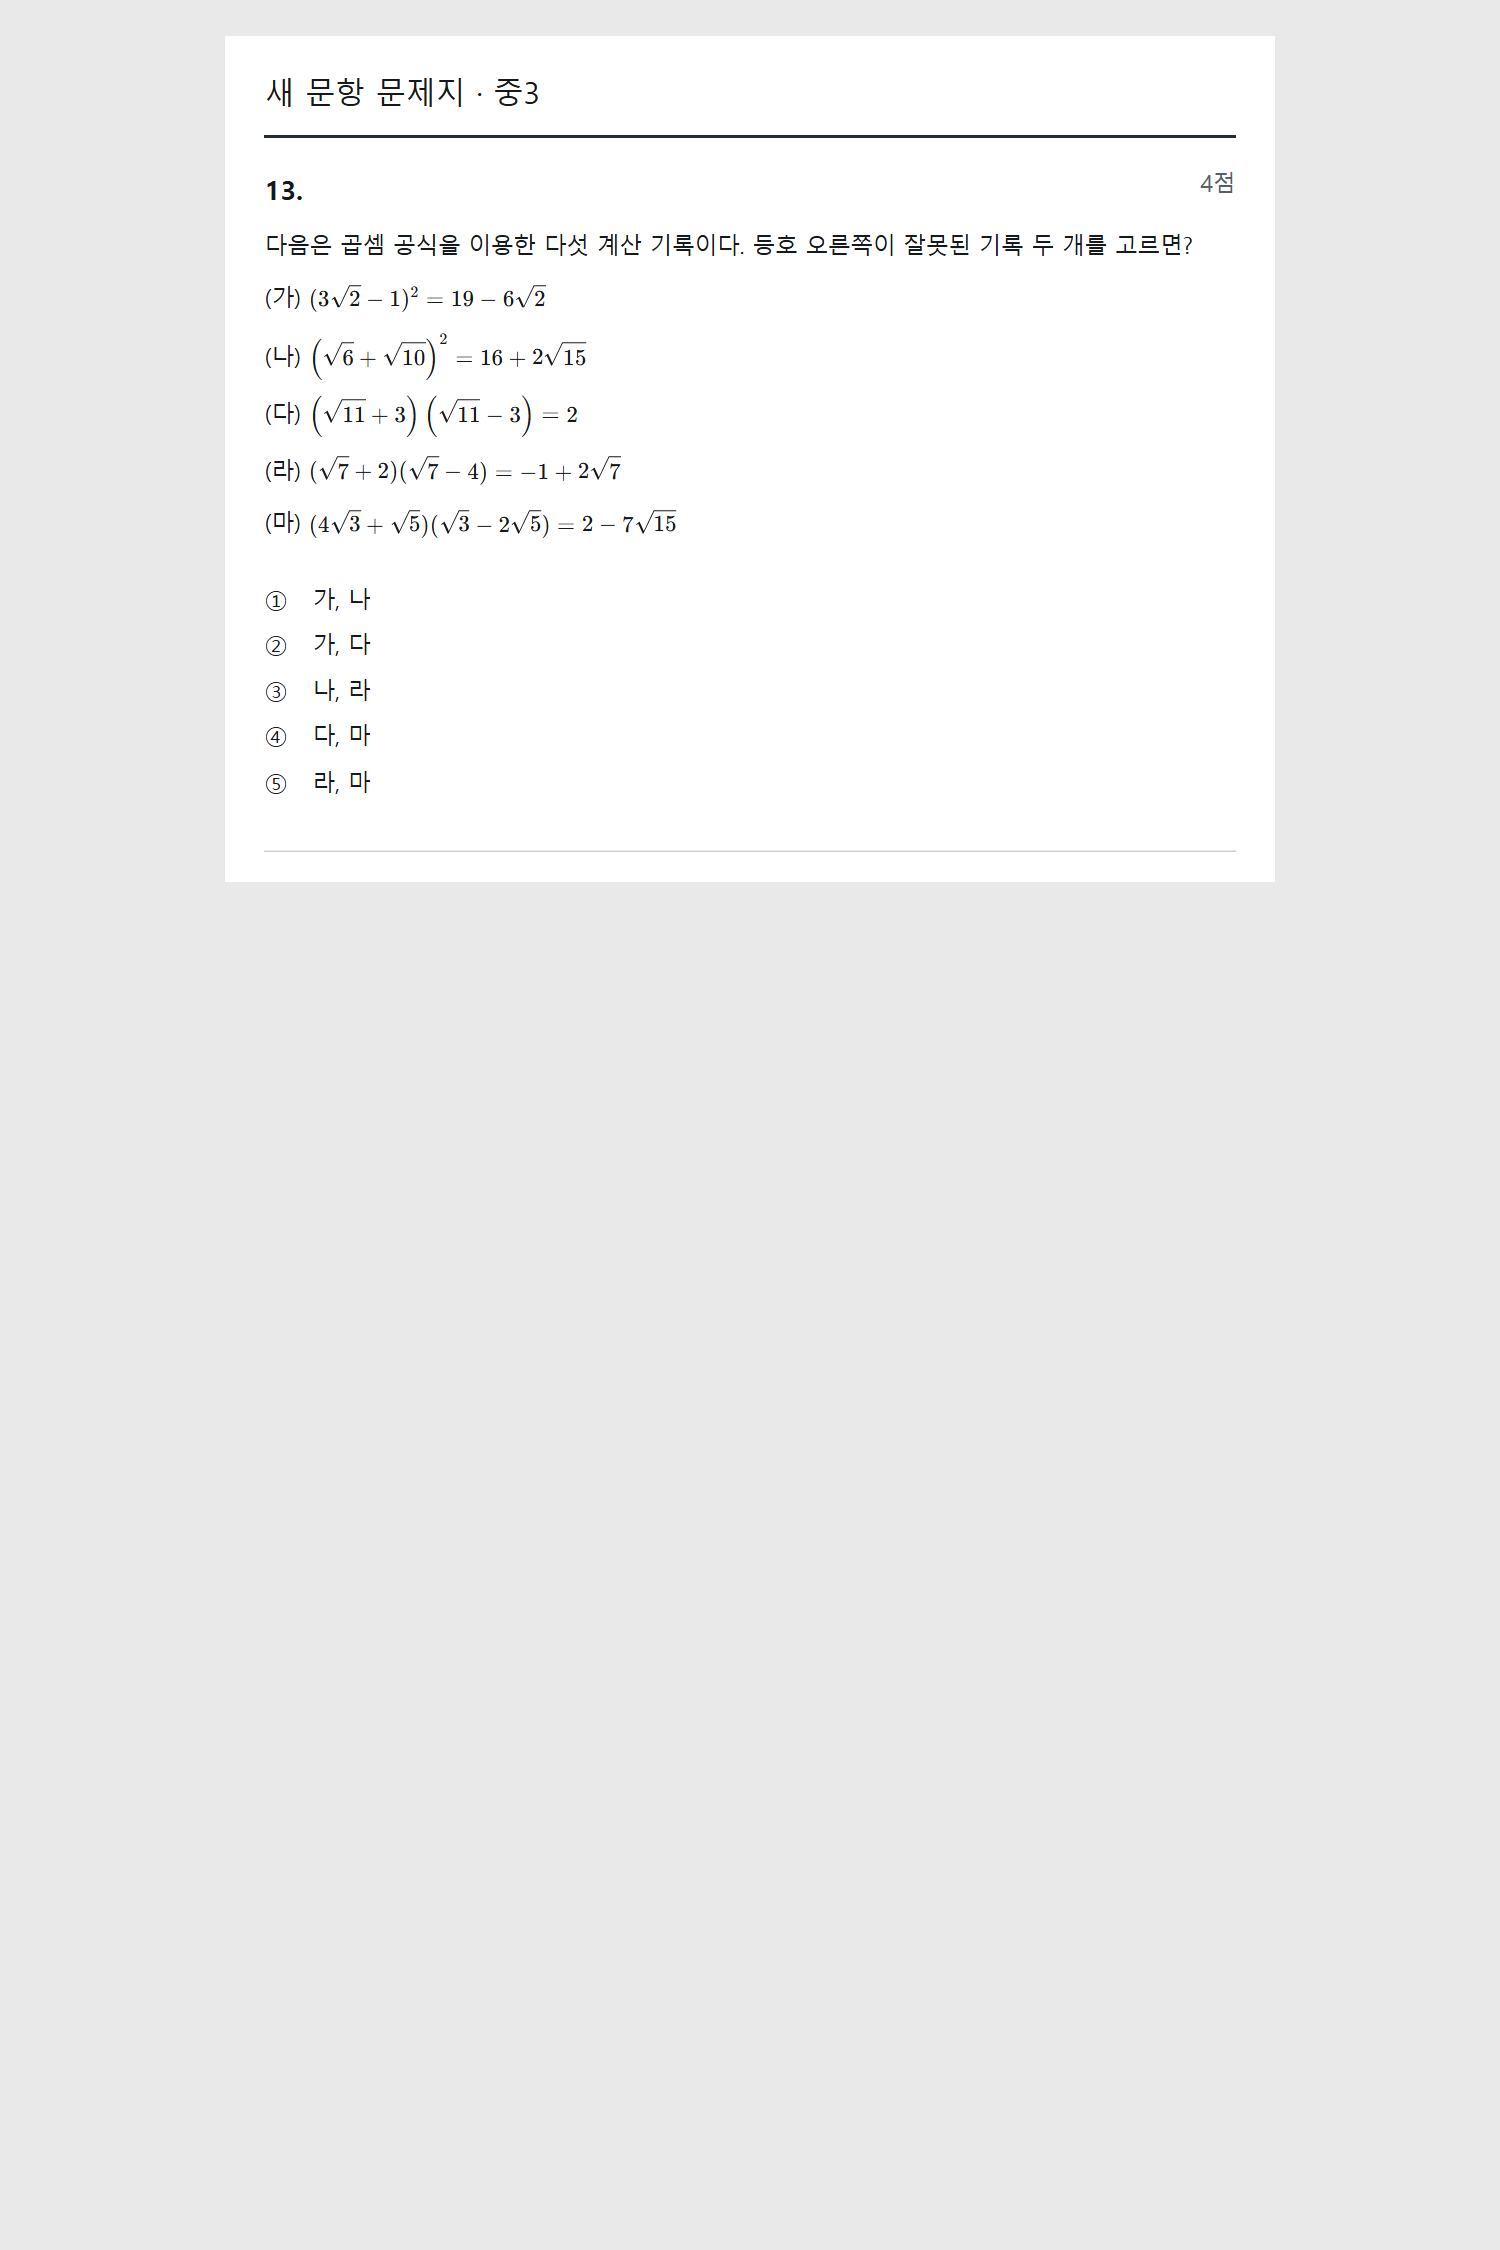 새 문항 문제지 · 중3
13.
4점
다음은 곱셈 공식을 이용한 다섯 계산 기록이다. 등호 오른쪽이 잘못된 기록 두 개를 고르면?
(가) (3√2 − 1)² = 19 − 6√2
(나) (√6 + √10)² = 16 + 2√15
(다) (√11 + 3)(√11 − 3) = 2
(라) (√7 + 2)(√7 − 4) = −1 + 2√7
(마) (4√3 + √5)(√3 − 2√5) = 2 − 7√15
① 가, 나
② 가, 다
③ 나, 라
④ 다, 마
⑤ 라, 마